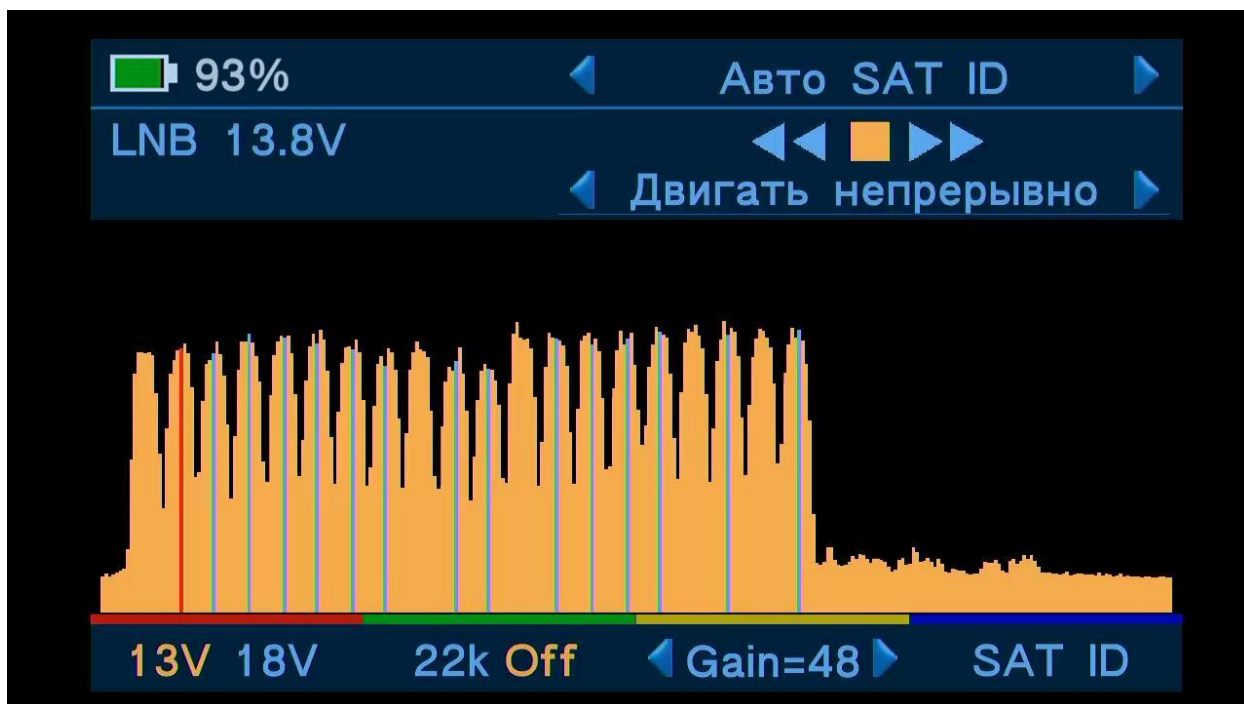 93%
Авто SAT ID
LNB 13.8V
Двигать непрерывно
13V 18V
22k Off
Gain=48
SAT ID